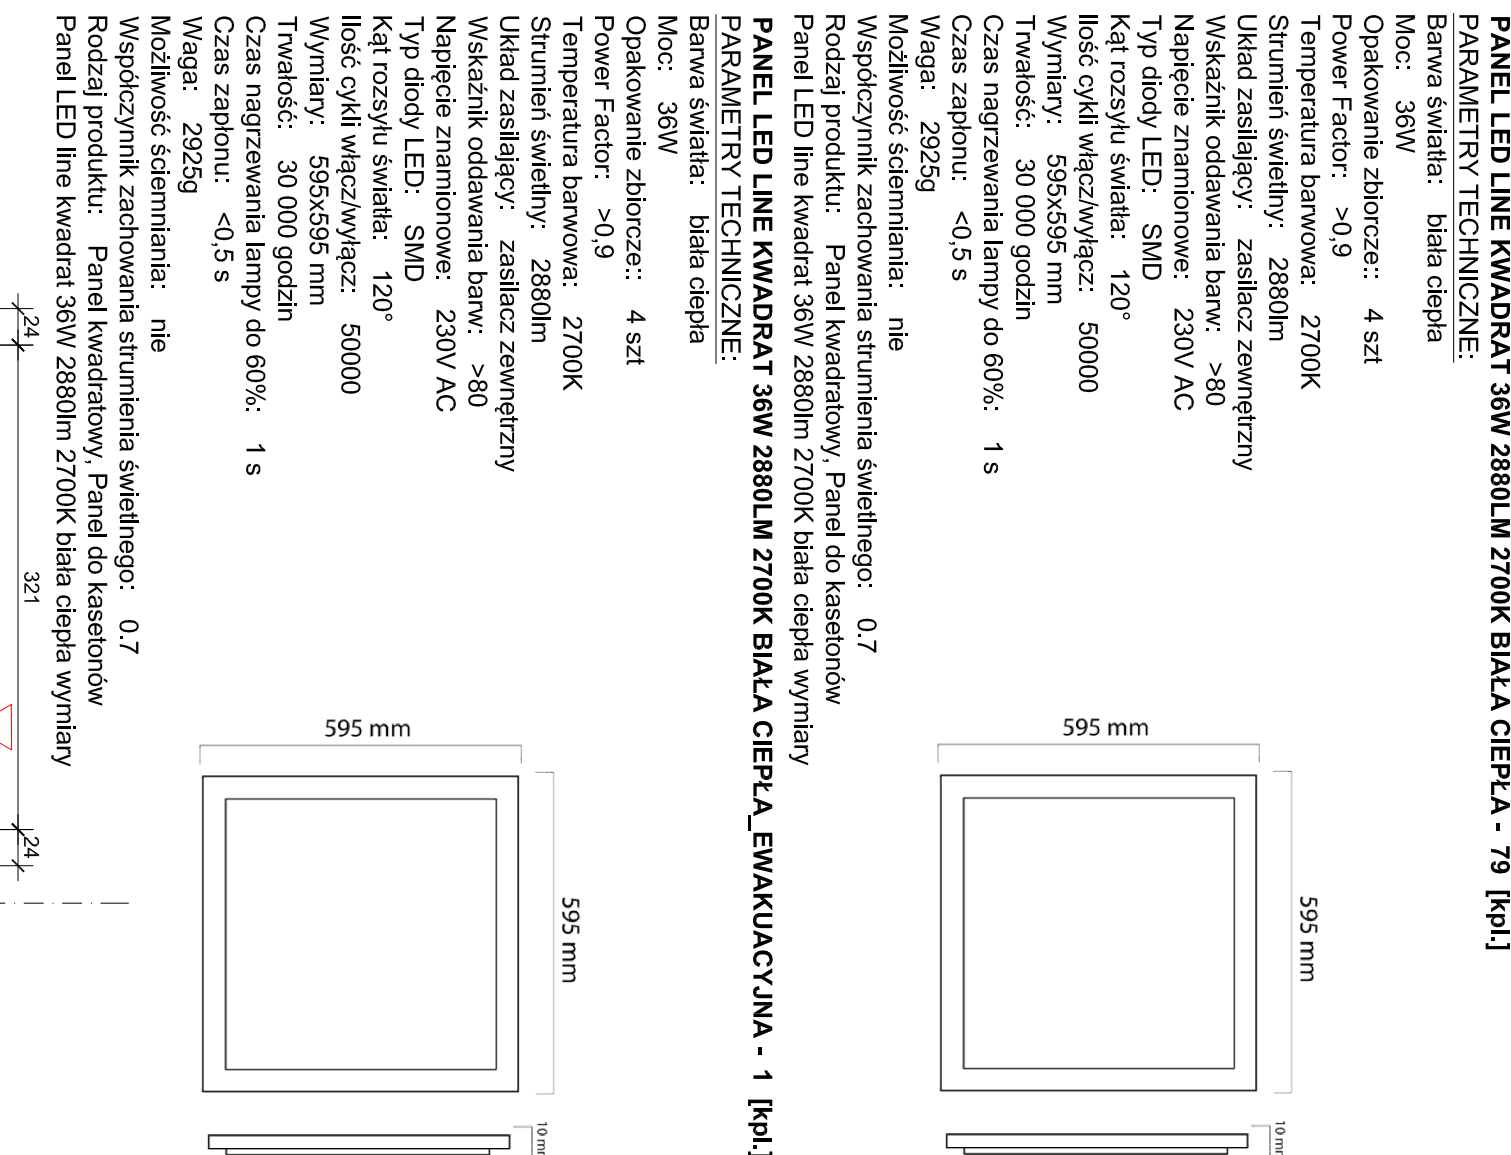 PANEL LED LINE KWADRAT 36W 2880LM 2700K BIAŁA CIEPŁA - 79 [kpl.]
PARAMETRY TECHNICZNE:
Barwa światła: biała ciepła
Moc: 36W
Opakowanie zbiorcze:: 4 szt
Power Factor: >0,9
Temperatura barwowa: 2700K
Strumień świetlny: 2880lm
Układ zasilający: zasilacz zewnętrzny
Wskaźnik oddawania barw: >80
Napięcie znamionowe: 230V AC
Typ diody LED: SMD
Kąt rozsyłu światła: 120°
Ilość cykli włącz/wyłącz: 50000
Wymiary: 595x595 mm
Trwałość: 30 000 godzin
Czas nagrzewania lampy do 60%: 1 s
Czas zapłonu: <0,5 s
Waga: 2925g
Możliwość ściemniania: nie
Współczynnik zachowania strumienia świetlnego: 0.7
Rodzaj produktu: Panel kwadratowy, Panel do kasetonów
Panel LED line kwadrat 36W 2880lm 2700K biała ciepła wymiary
595 mm
595 mm
10 mm
PANEL LED LINE KWADRAT 36W 2880LM 2700K BIAŁA CIEPŁA_EWAKUACYJNA - 1 [kpl.]
PARAMETRY TECHNICZNE:
Barwa światła: biała ciepła
Moc: 36W
Opakowanie zbiorcze:: 4 szt
Power Factor: >0,9
Temperatura barwowa: 2700K
Strumień świetlny: 2880lm
Układ zasilający: zasilacz zewnętrzny
Wskaźnik oddawania barw: >80
Napięcie znamionowe: 230V AC
Typ diody LED: SMD
Kąt rozsyłu światła: 120°
Ilość cykli włącz/wyłącz: 50000
Wymiary: 595x595 mm
Trwałość: 30 000 godzin
Czas nagrzewania lampy do 60%: 1 s
Czas zapłonu: <0,5 s
Waga: 2925g
Możliwość ściemniania: nie
Współczynnik zachowania strumienia świetlnego: 0.7
Rodzaj produktu: Panel kwadratowy, Panel do kasetonów
Panel LED line kwadrat 36W 2880lm 2700K biała ciepła wymiary
595 mm
595 mm
10 mm
24
321
24